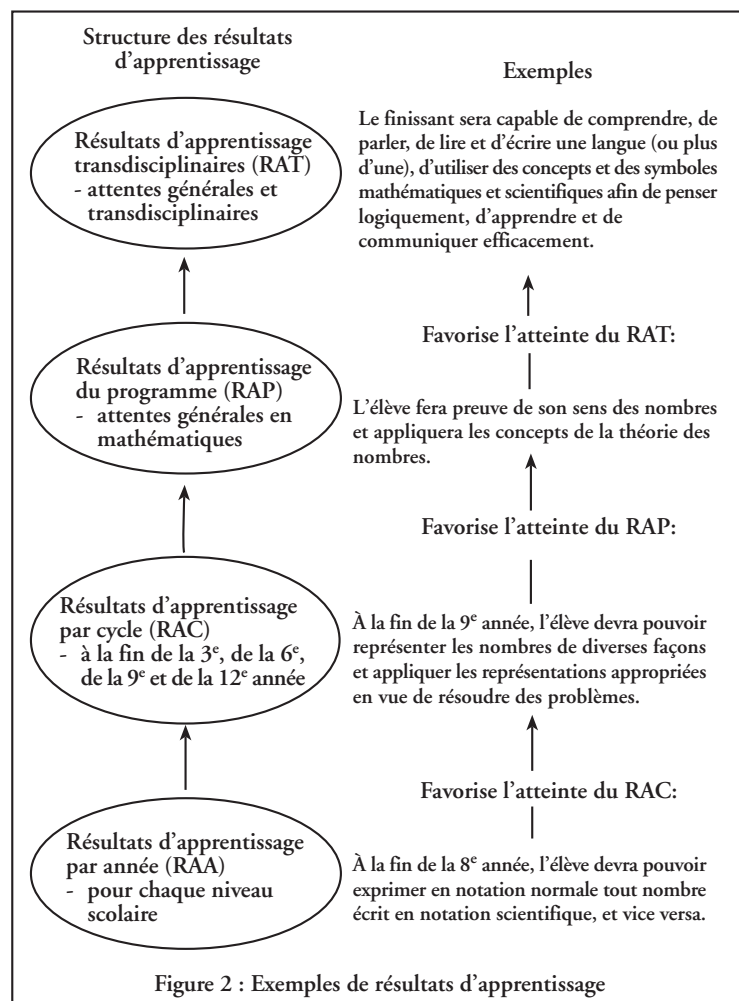 Structure des résultats
d'apprentissage
Exemples
Résultats d'apprentissage
transdisciplinaires (RAT)
- attentes générales et
transdisciplinaires
Le finissant sera capable de comprendre, de
parler, de lire et d'écrire une langue (ou plus
d'une), d'utiliser des concepts et des symboles
mathématiques et scientifiques afin de penser
logiquement, d'apprendre et de
communiquer efficacement.
Favorise l'atteinte du RAT:
Résultats d'apprentissage
du programme (RAP)
- attentes générales en
mathématiques
L'élève fera preuve de son sens des nombres
et appliquera les concepts de la théorie des
nombres.
Favorise l'atteinte du RAP:
Résultats d'apprentissage
par cycle (RAC)
- à la fin de la 3e, de la 6e,
de la 9e et de la 12e année
À la fin de la 9e année, l'élève devra pouvoir
représenter les nombres de diverses façons
et appliquer les représentations appropriées
en vue de résoudre des problèmes.
Favorise l'atteinte du RAC:
Résultats d'apprentissage
par année (RAA)
- pour chaque niveau
scolaire
À la fin de la 8e année, l'élève devra pouvoir
exprimer en notation normale tout nombre
écrit en notation scientifique, et vice versa.
Figure 2 : Exemples de résultats d'apprentissage